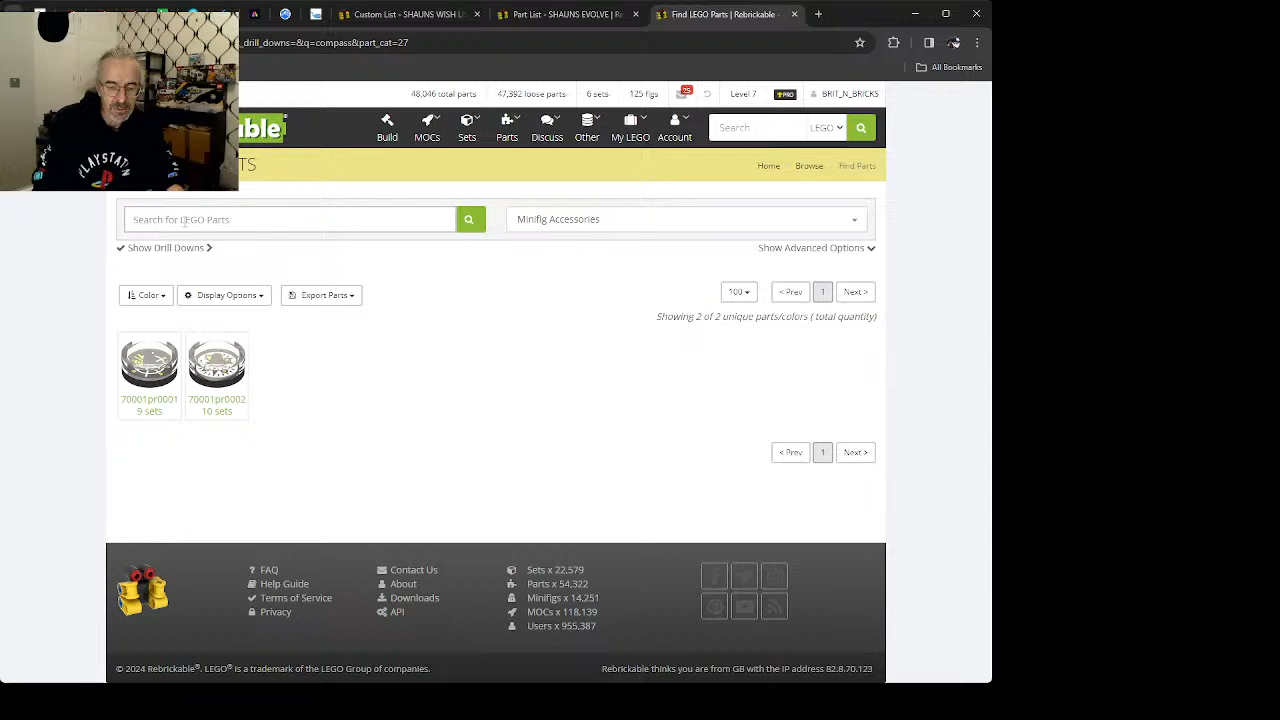 Custom List - SHAUNS WISH L
Part List - SHAUNS EVOLVE | Re
Find LEGO Parts | Rebrickable
_drill_downs=&q=compass&part_cat=27
All Bookmarks
48,046 total parts
47,392 loose parts
6 sets
125 figs
25
Level 7
PRO
BRIT_N_BRICKS
able
Build
MOCs
Sets
Parts
Discuss
Other
My LEGO
Account
Search
LEGO
TS
Home
Browse
Find Parts
PLAYSTATION
Search for LEGO Parts
Minifig Accessories
Show Drill Downs
Show Advanced Options
Color
Display Options
Export Parts
100
< Prev
1
Next >
Showing 2 of 2 unique parts/colors ( total quantity)
70001pr0001
9 sets
70001pr0002
10 sets
< Prev
1
Next >
FAQ
Help Guide
Terms of Service
Privacy
Contact Us
About
Downloads
API
Sets x 22,579
Parts x 54,322
Minifigs x 14,251
MOCs x 118,139
Users x 955,387
© 2024 Rebrickable®. LEGO® is a trademark of the LEGO Group of companies.
Rebrickable thinks you are from GB with the IP address 82.8.70.123